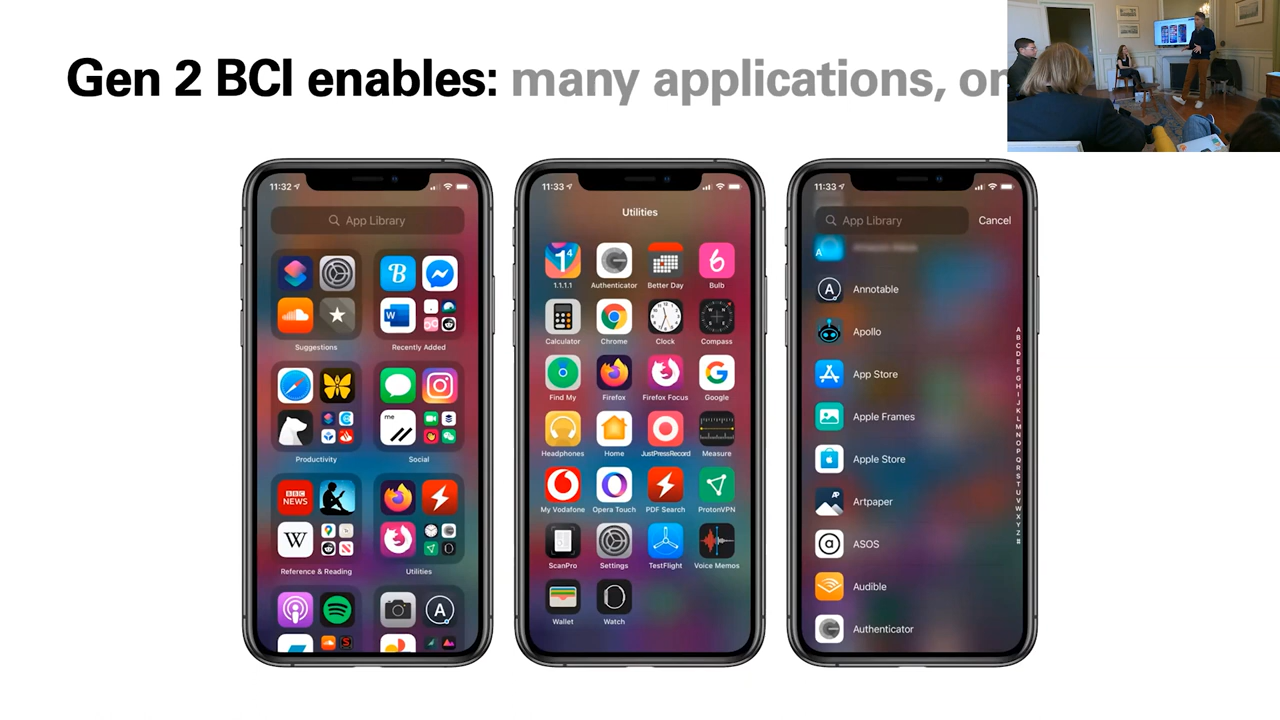 Gen 2 BCI enables: many applications, on
11:32
App Library
Suggestions
Recently Added
Productivity
Social
BBC
NEWS
W
Reference & Reading
Utilities
11:33
Utilities
1.1.1.1
Authenticator
Better Day
Bulb
Calculator
Chrome
Clock
Compass
Find My
Firefox
Firefox Focus
Google
Headphones
Home
JustPressRecord
Measure
My Vodafone
Opera Touch
PDF Search
ProtonVPN
ScanPro
Settings
TestFlight
Voice Memos
Wallet
Watch
11:33
App Library
Cancel
Annotable
Apollo
App Store
Apple Frames
Apple Store
Artpaper
ASOS
Audible
Authenticator
A
B
C
D
E
F
G
H
I
J
K
L
M
N
O
P
Q
R
S
T
U
V
W
X
Y
Z
#